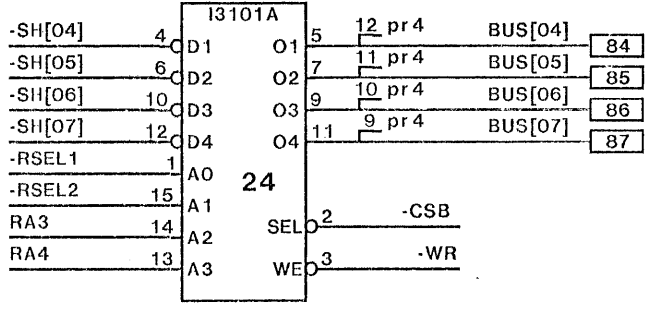 I3101A
-SH[04] 4 D1 O1 5 12 pr4 BUS[04] 84
-SH[05] 6 D2 O2 7 11 pr4 BUS[05] 85
-SH[06] 10 D3 O3 9 10 pr4 BUS[06] 86
-SH[07] 12 D4 O4 11 9 pr4 BUS[07] 87
-RSEL1 1 A0
24
-RSEL2 15 A1
RA3 14 A2 SEL 2 -CSB
RA4 13 A3 WE 3 -WR